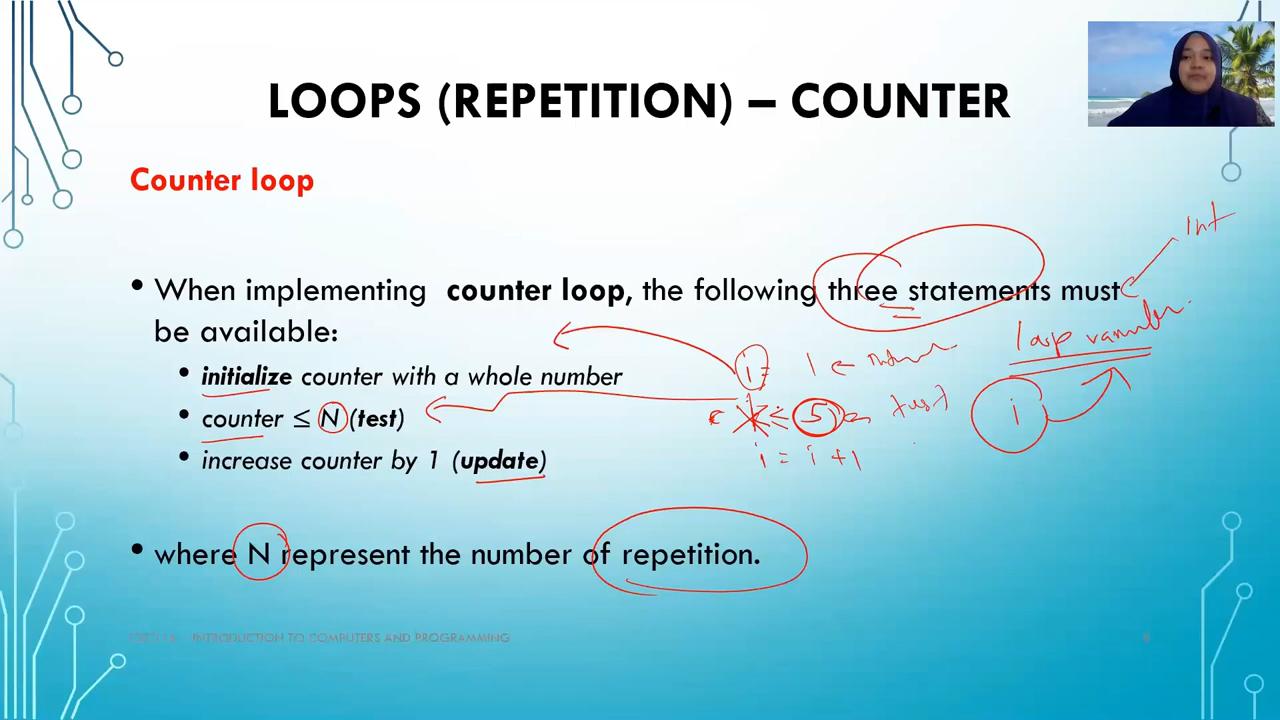 LOOPS (REPETITION) – COUNTER
Counter loop
int
• When implementing counter loop, the following three statements must
be available:
loop variable
i = 1 ←
• initialize counter with a whole number
• counter ≤ N (test)
≤ 5 ← test
i
• increase counter by 1 (update)
i = i + 1
• where N represent the number of repetition.
INTRODUCTION TO COMPUTERS AND PROGRAMMING